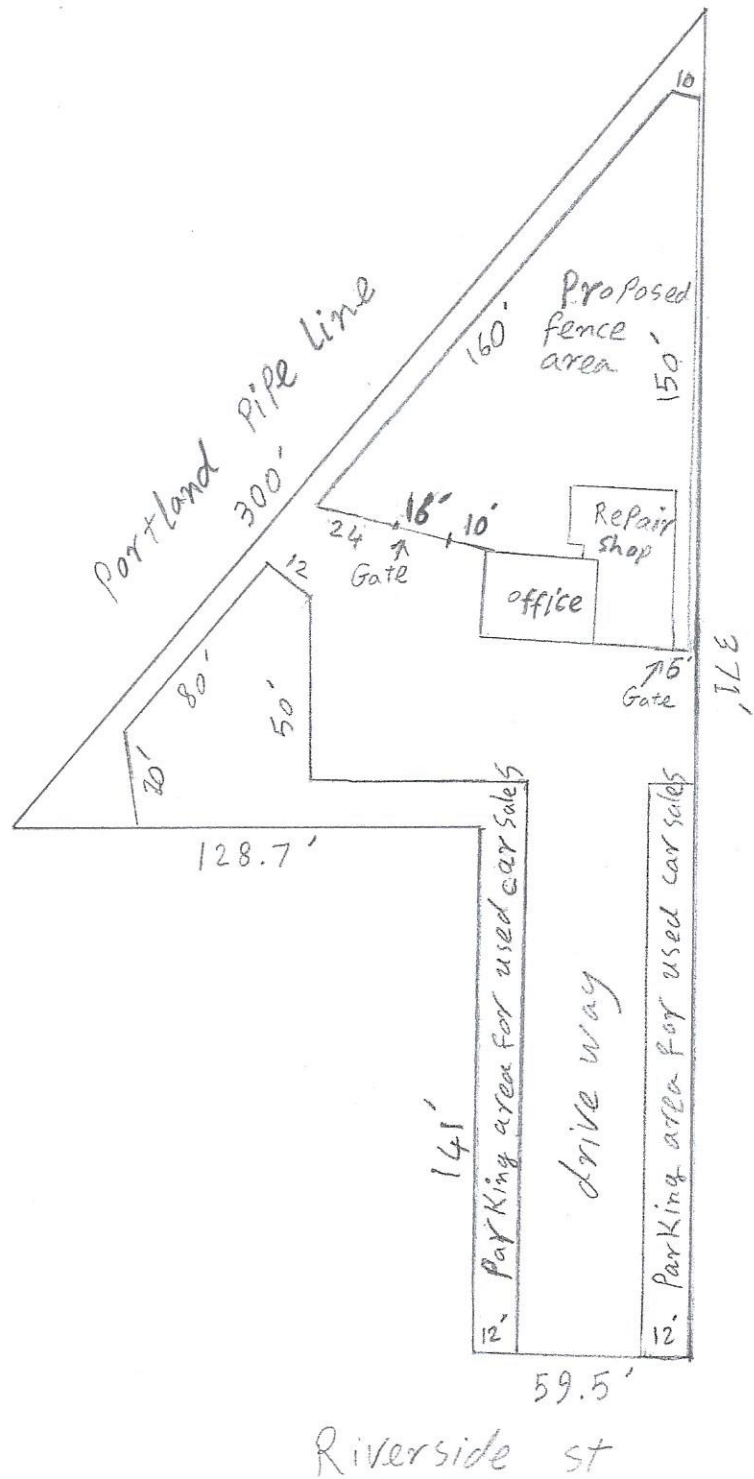 10
Proposed
fence
area
160'
150'
Portland Pipe Line
300'
24
16'
10'
Gate
Repair
shop
office
12
80'
50'
20'
6'
Gate
371'
128.7'
141'
Parking area for used car sales
drive way
Parking area for used car sales
12'
12'
59.5'
Riverside st